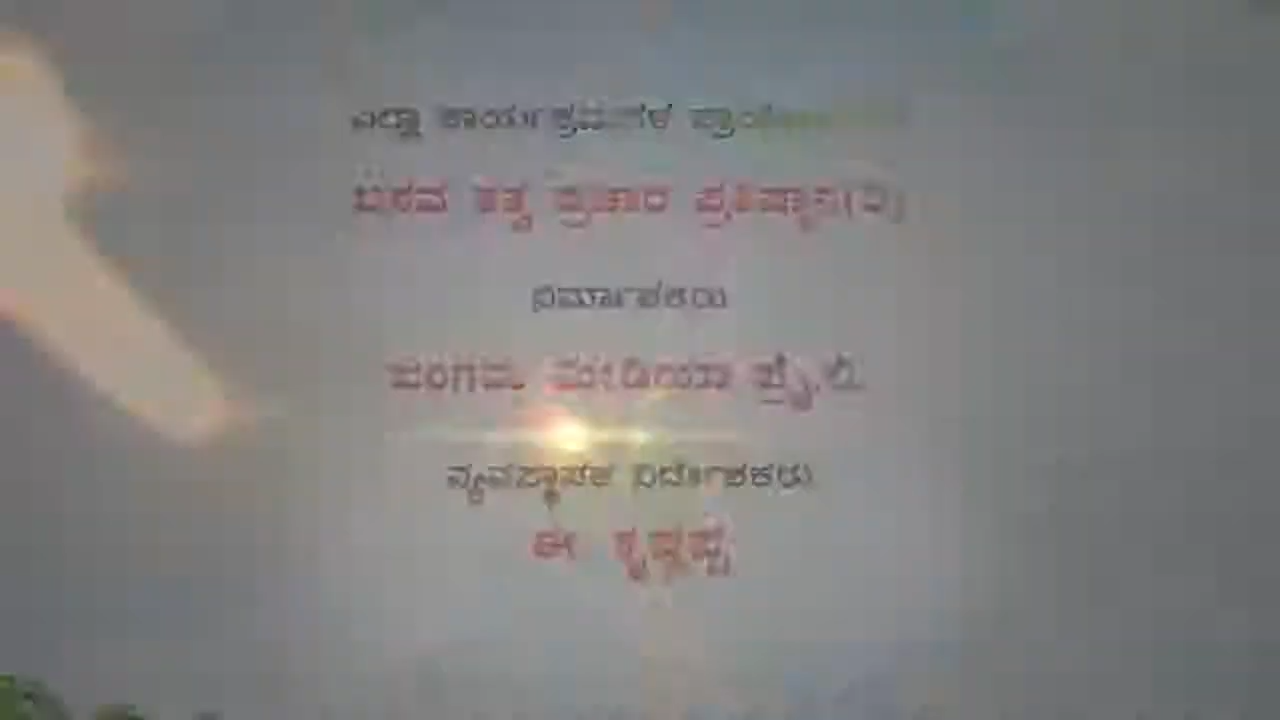 ಎಲ್ಲಾ ಕಾರ್ಯಕ್ರಮಗಳ
ಬಸವ ತತ್ವ ಪ್ರಚಾರ ಪ್ರತಿಷ್ಠಾನ(ರಿ)
ನಿರ್ಮಾಪಕರು
ಜಂಗಮ ಮೀಡಿಯಾ ಪ್ರೈ.ಲಿ.
ವ್ಯವಸ್ಥಾಪಕ ನಿರ್ದೇಶಕರು
ಈ ಕೃಷ್ಣಪ್ಪ